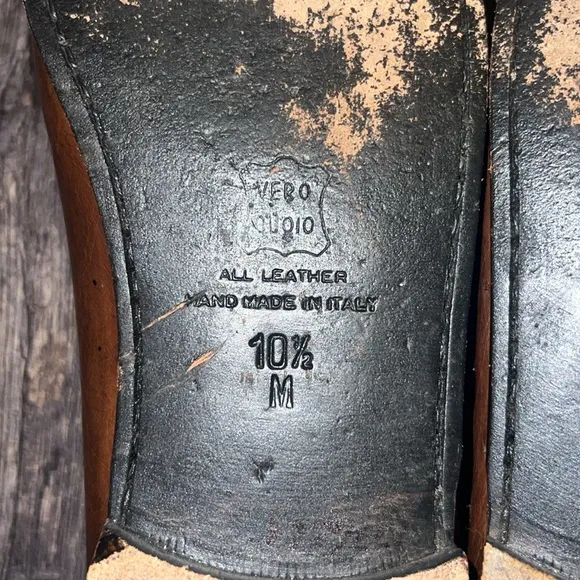 VERO
CUOIO
ALL LEATHER
HAND MADE IN ITALY
10½
M